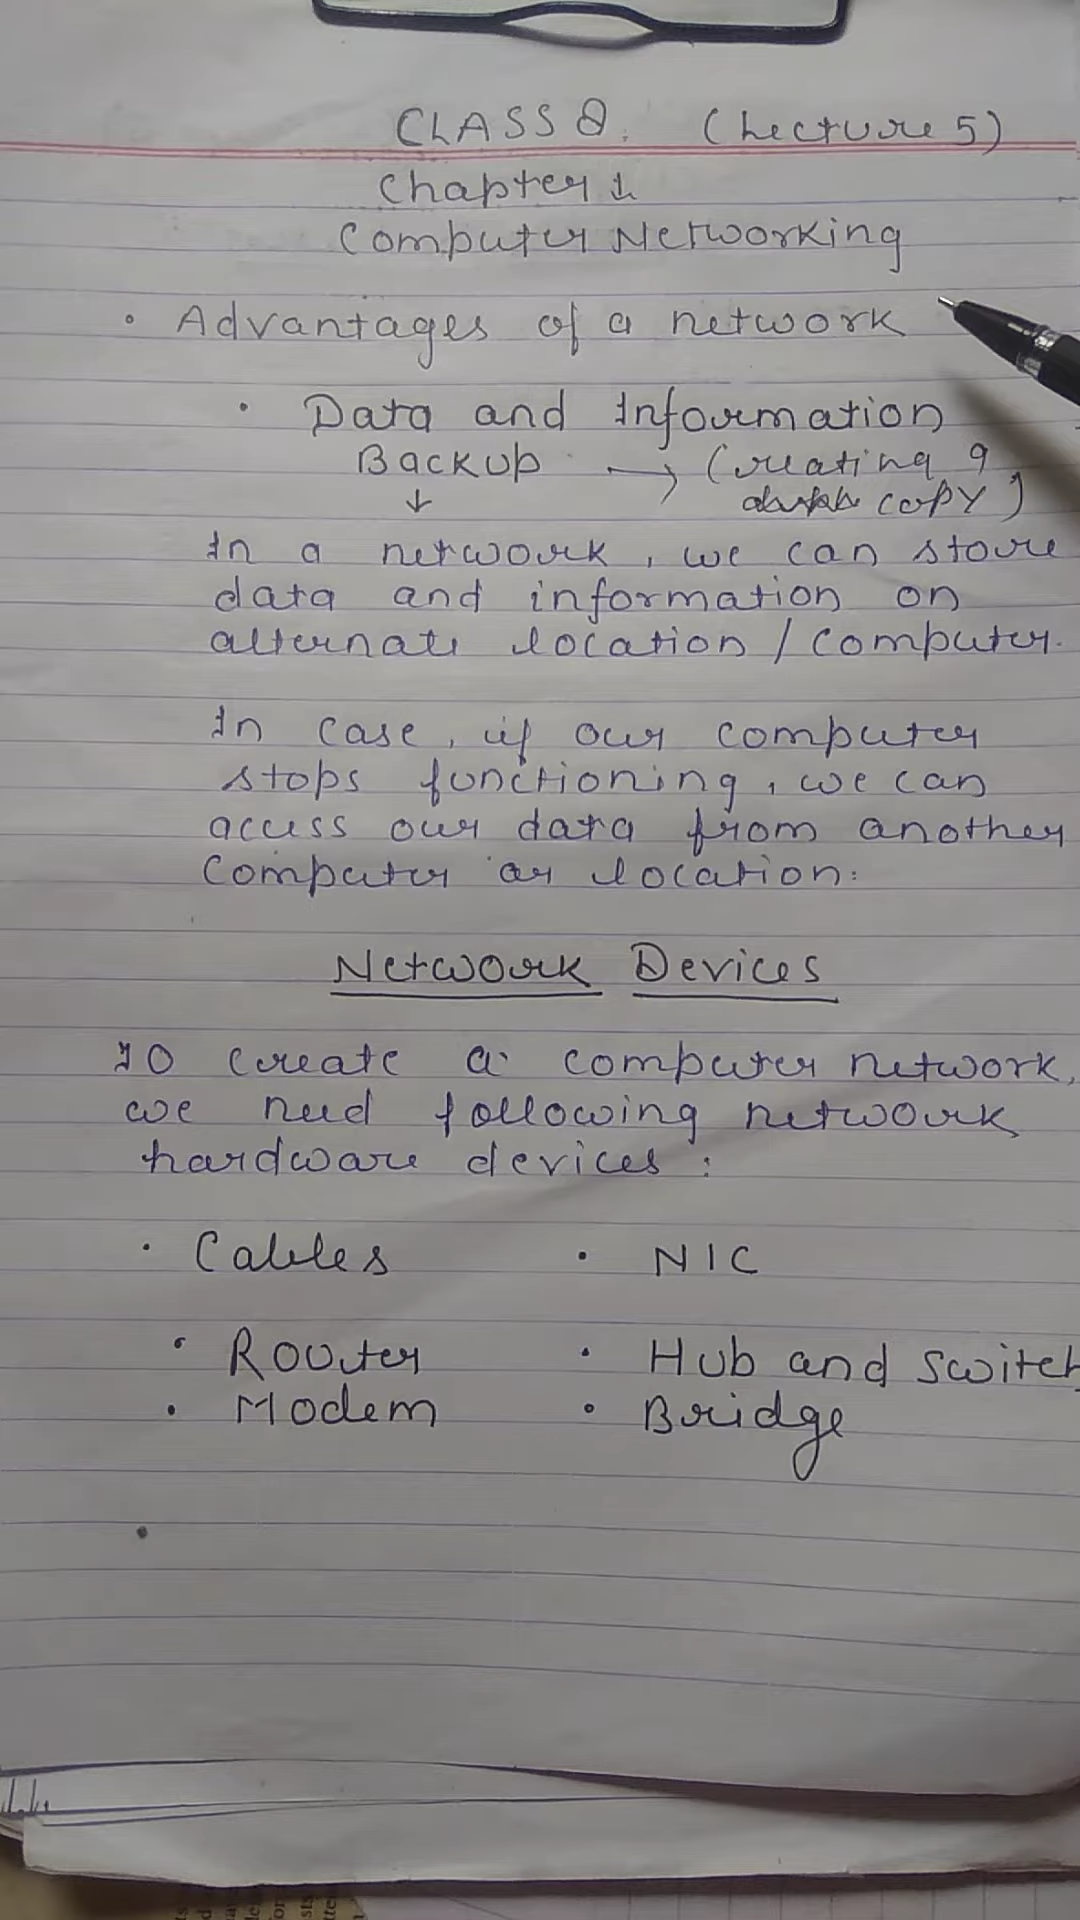 CLASS 8. (Lecture 5)
Chapter 1
Computer Networking
• Advantages of a network
• Data and Information
Backup → (creating a
copy)
↓
In a network, we can store
data and information on
alternate location / computer.
In case, if our computer
stops functioning, we can
access our data from another
computer or location.
Network Devices
To create a computer network,
we need following network
hardware devices :
• Cables • NIC
• Router • Hub and Switch
• Modem • Bridge